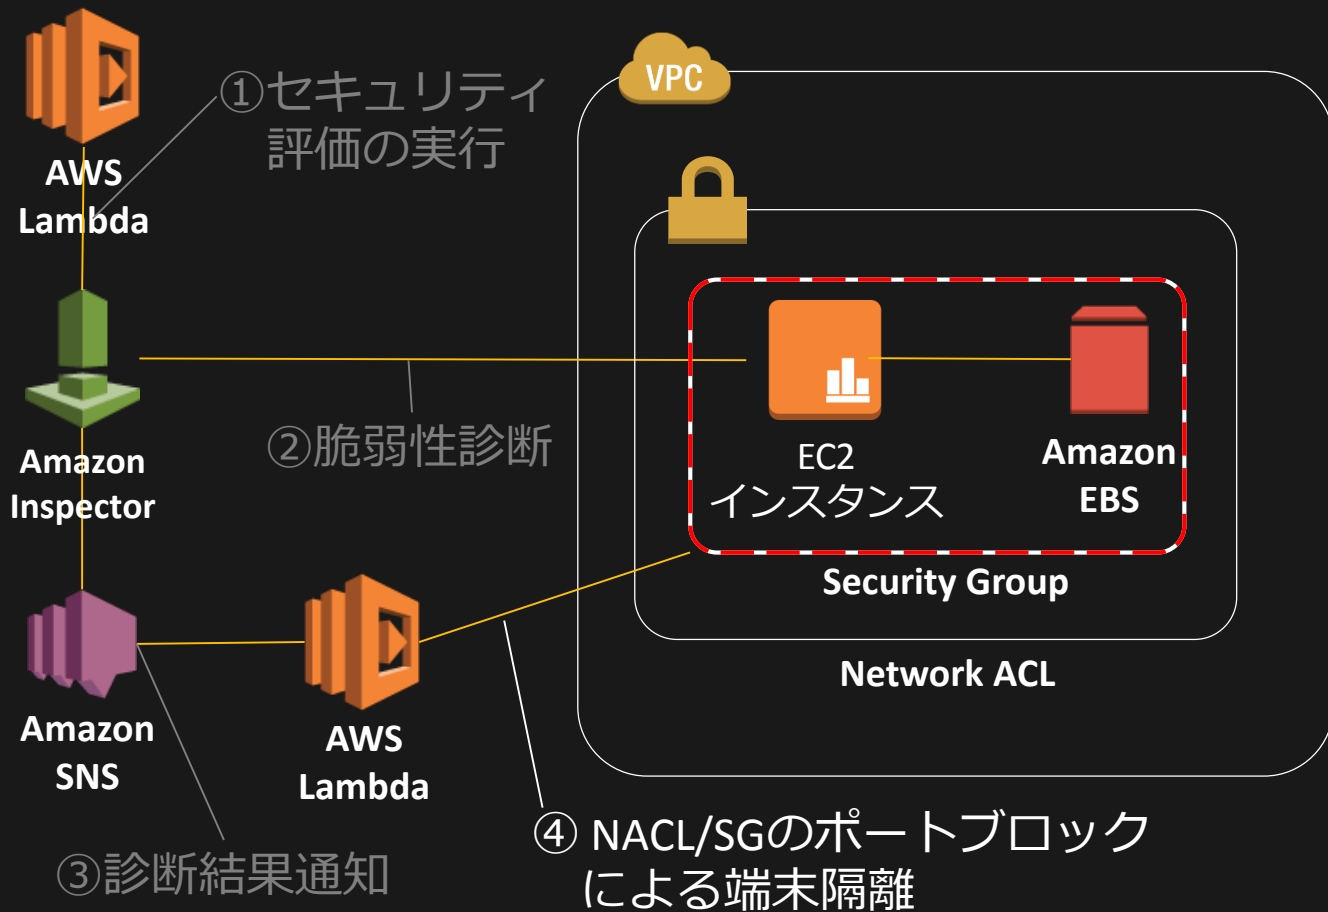 ①セキュリティ
評価の実行
VPC
AWS
Lambda
②脆弱性診断
Amazon
Inspector
EC2
インスタンス
Amazon
EBS
Security Group
Network ACL
Amazon
SNS
AWS
Lambda
③診断結果通知
④ NACL/SGのポートブロック
による端末隔離